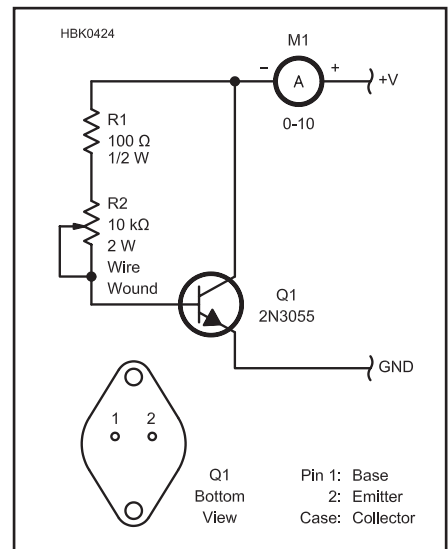 HBK0424
M1
− A +
+V
0-10
R1
100 Ω
1/2 W
R2
10 kΩ
2 W
Wire
Wound
Q1
2N3055
GND
1 2
Q1
Bottom
View
Pin 1: Base
2: Emitter
Case: Collector